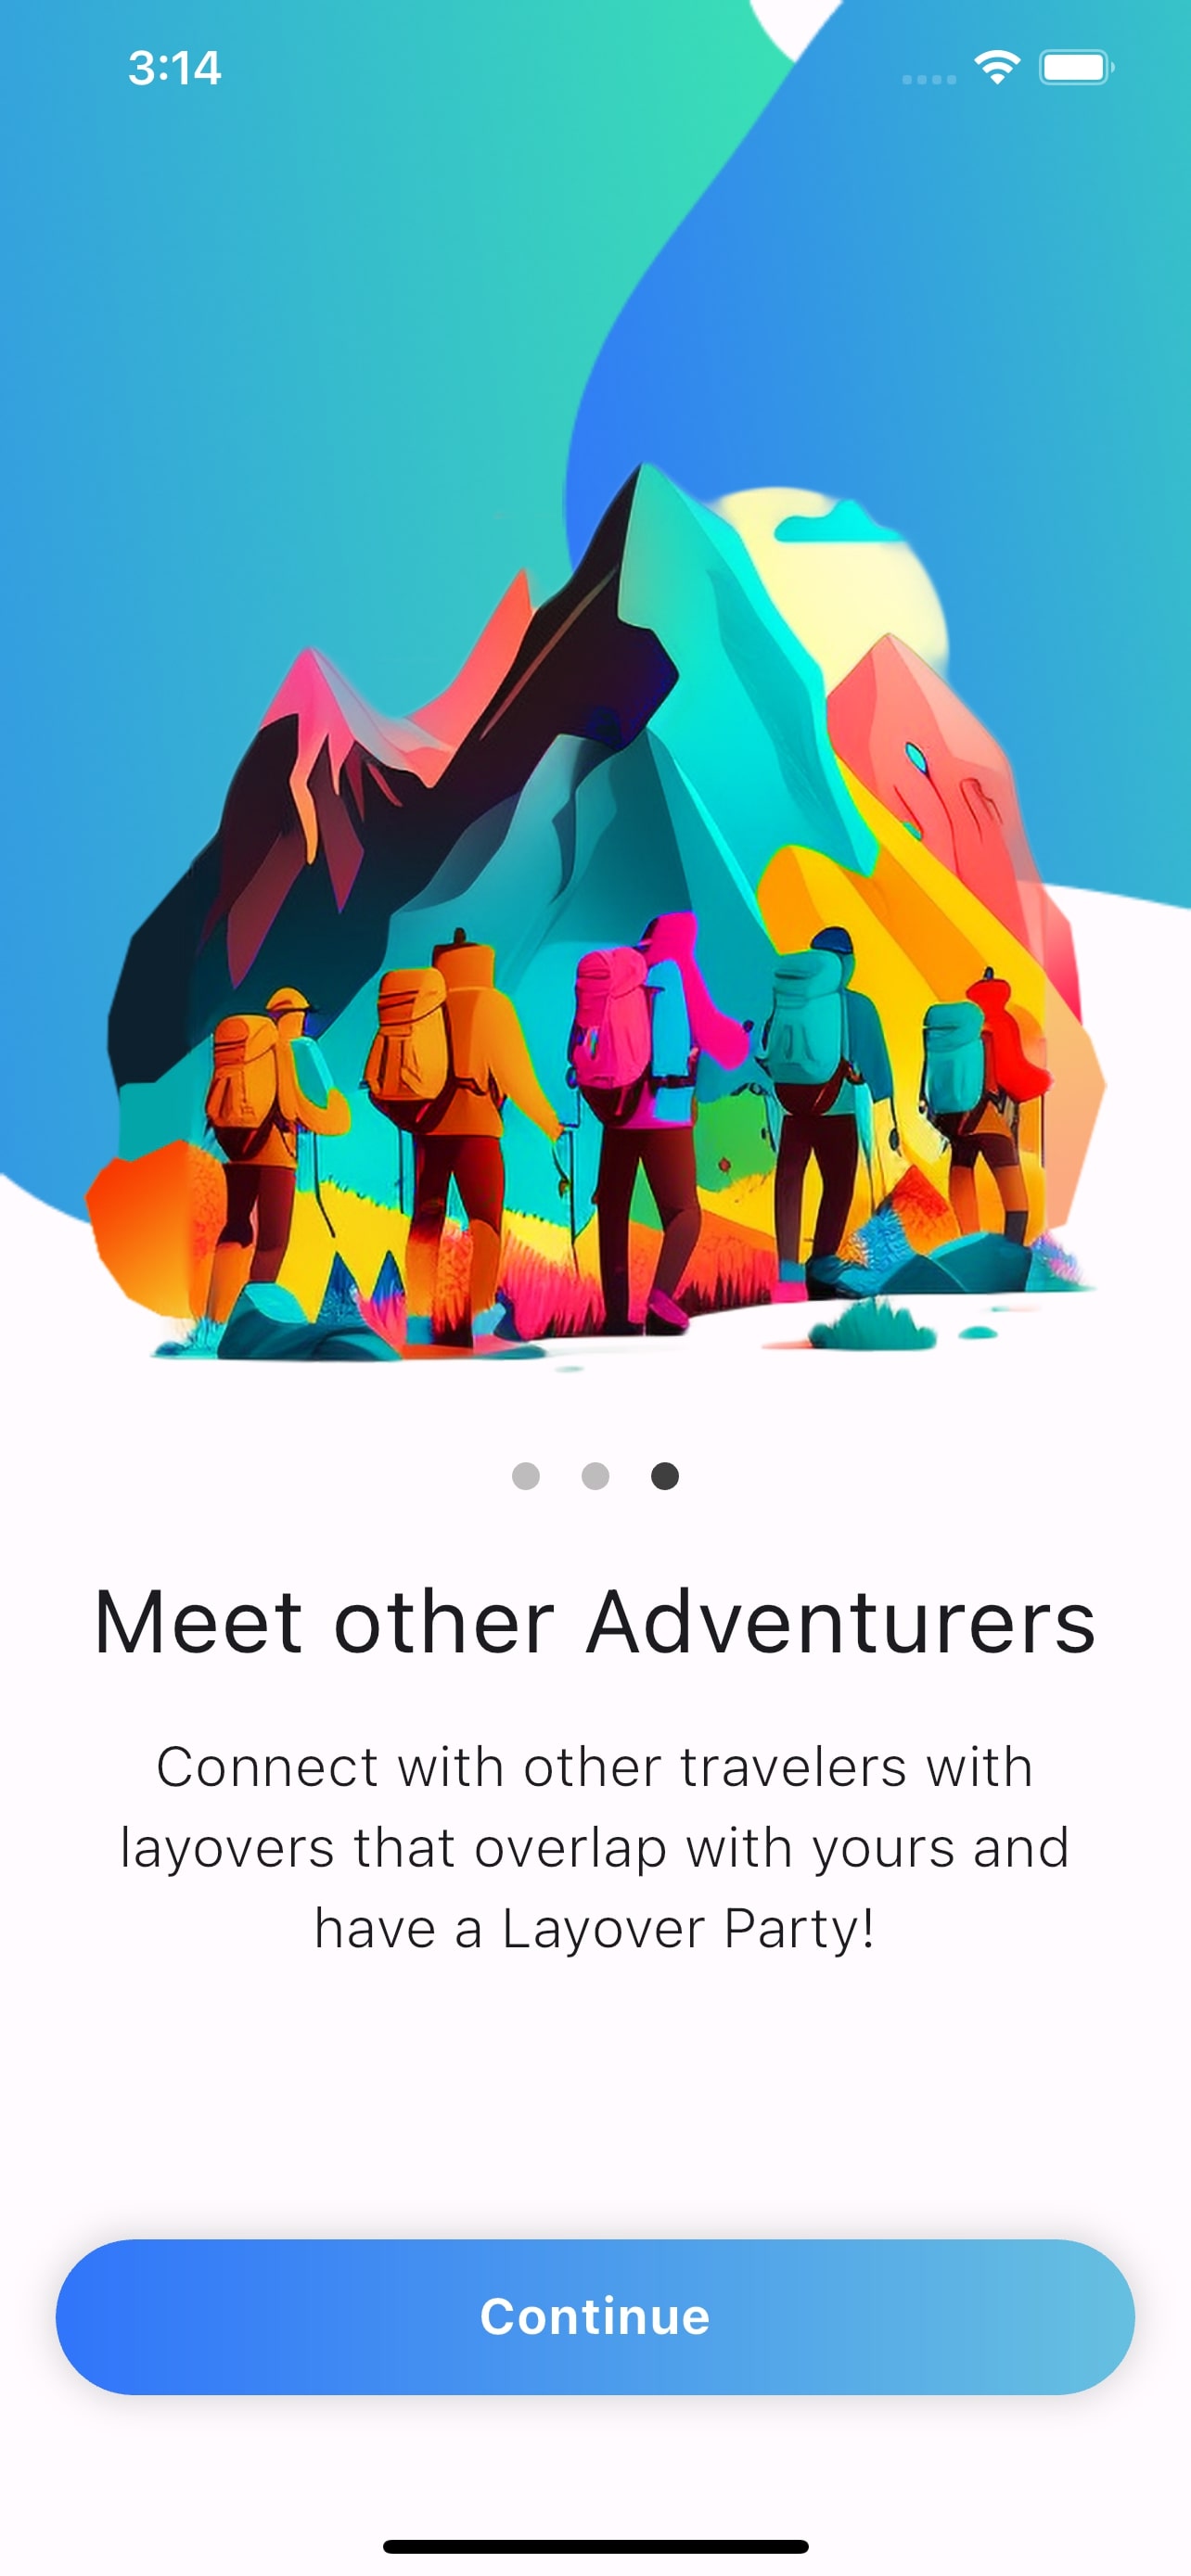 3:14
Meet other Adventurers
Connect with other travelers with
layovers that overlap with yours and
have a Layover Party!
Continue